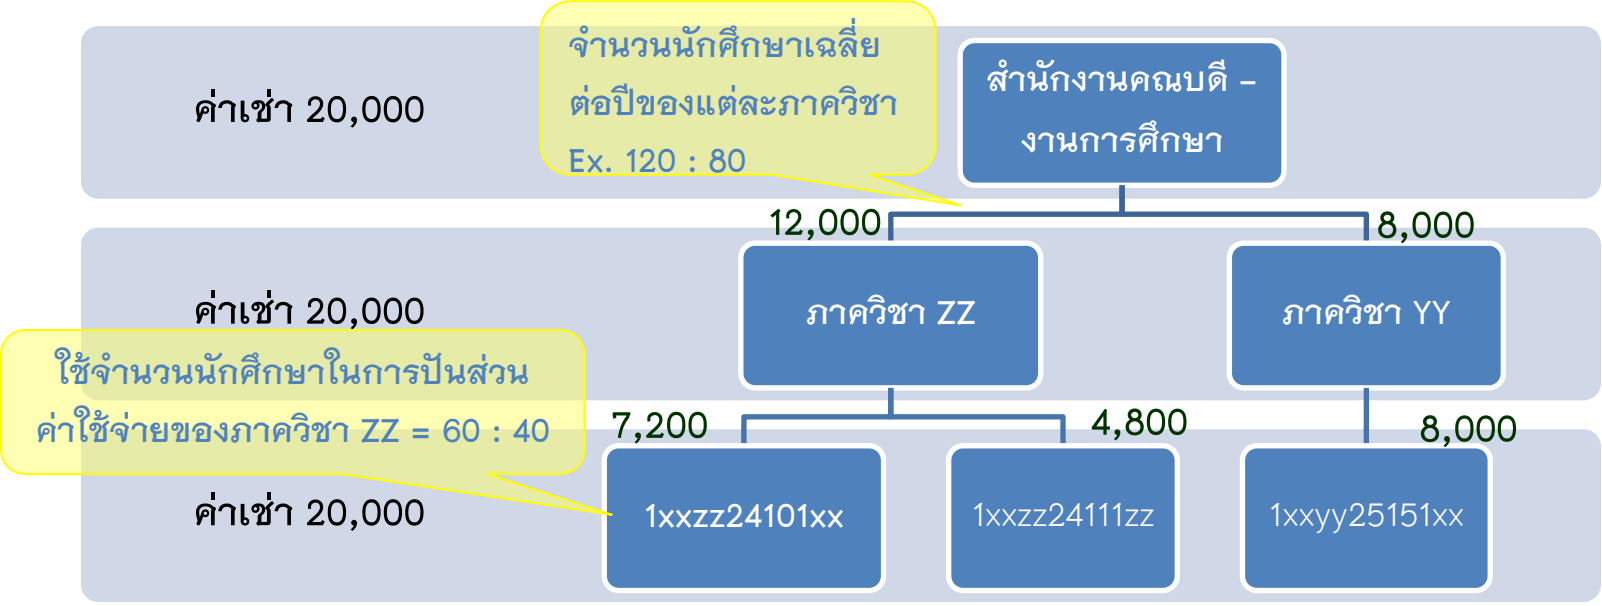 ค่าเช่า 20,000
จำนวนนักศึกษาเฉลี่ย
ต่อปีของแต่ละภาควิชา
Ex. 120 : 80
สำนักงานคณบดี –
งานการศึกษา
12,000
8,000
ค่าเช่า 20,000
ภาควิชา ZZ
ภาควิชา YY
ใช้จำนวนนักศึกษาในการปันส่วน
ค่าใช้จ่ายของภาควิชา ZZ = 60 : 40
7,200
4,800
8,000
ค่าเช่า 20,000
1xxzz24101xx
1xxzz24111zz
1xxyy25151xx